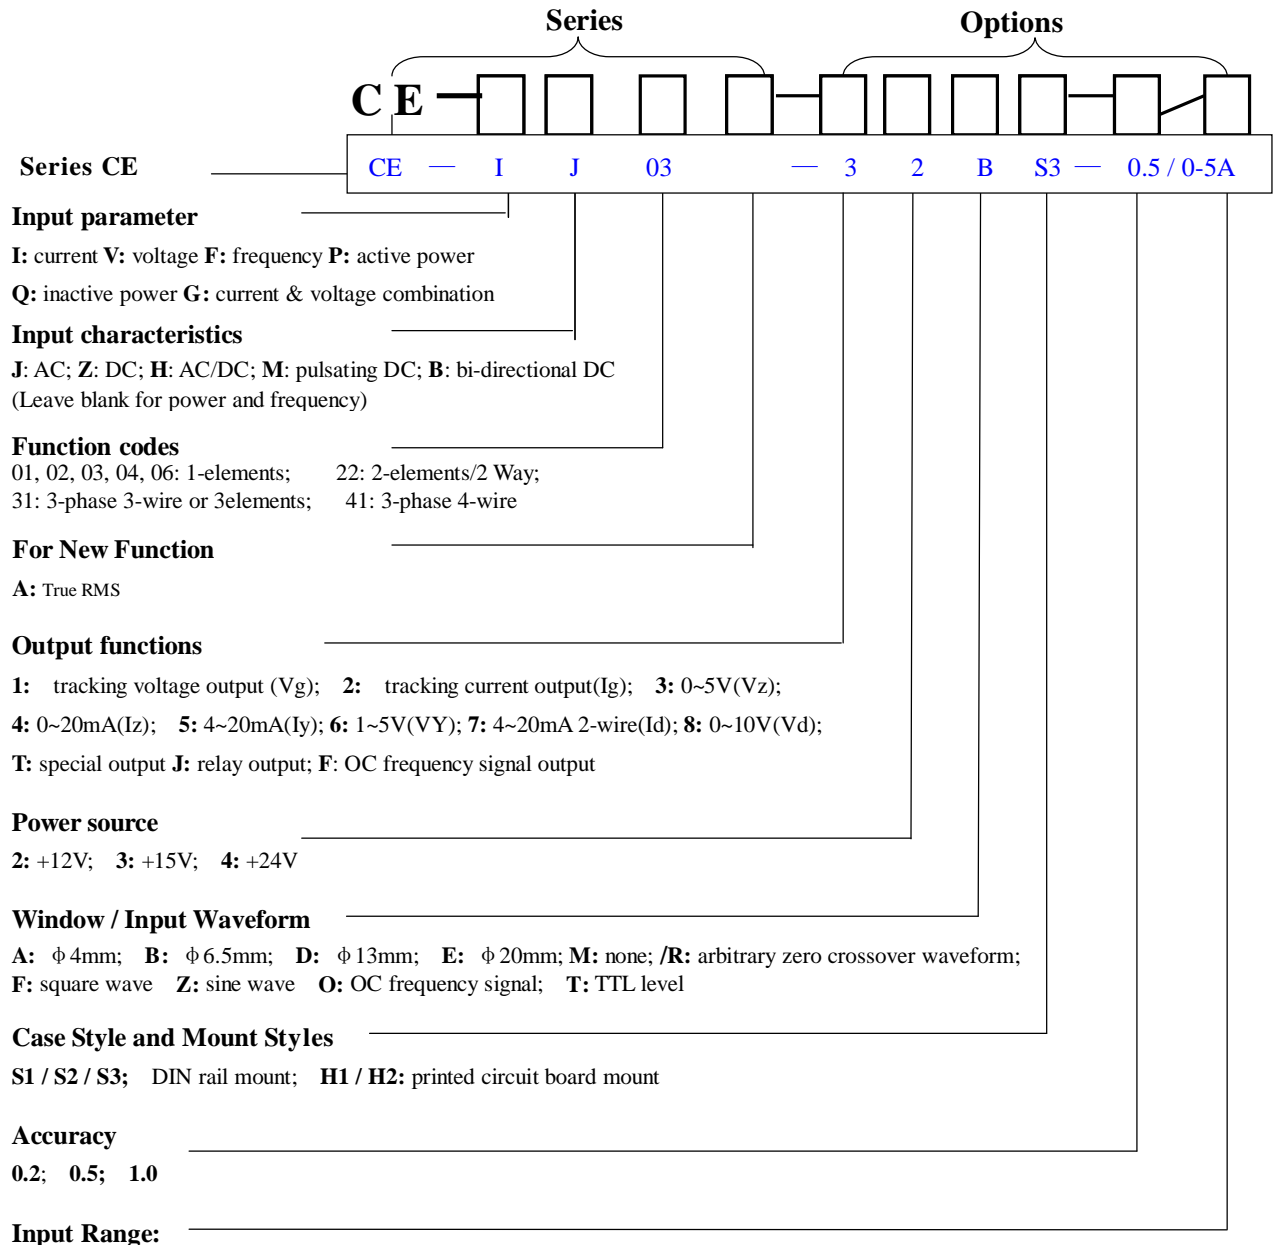 Series Options
CE
Series CE CE — I J 03 — 3 2 B S3 — 0.5 / 0-5A
Input parameter
I: current V: voltage F: frequency P: active power
Q: inactive power G: current & voltage combination
Input characteristics
J: AC; Z: DC; H: AC/DC; M: pulsating DC; B: bi-directional DC
(Leave blank for power and frequency)
Function codes
01, 02, 03, 04, 06: 1-elements; 22: 2-elements/2 Way;
31: 3-phase 3-wire or 3elements; 41: 3-phase 4-wire
For New Function
A: True RMS
Output functions
1: tracking voltage output (Vg); 2: tracking current output(Ig); 3: 0~5V(Vz);
4: 0~20mA(Iz); 5: 4~20mA(Iy); 6: 1~5V(VY); 7: 4~20mA 2-wire(Id); 8: 0~10V(Vd);
T: special output J: relay output; F: OC frequency signal output
Power source
2: +12V; 3: +15V; 4: +24V
Window / Input Waveform
A: φ4mm; B: φ6.5mm; D: φ13mm; E: φ20mm; M: none; /R: arbitrary zero crossover waveform;
F: square wave Z: sine wave O: OC frequency signal; T: TTL level
Case Style and Mount Styles
S1 / S2 / S3; DIN rail mount; H1 / H2: printed circuit board mount
Accuracy
0.2; 0.5; 1.0
Input Range: